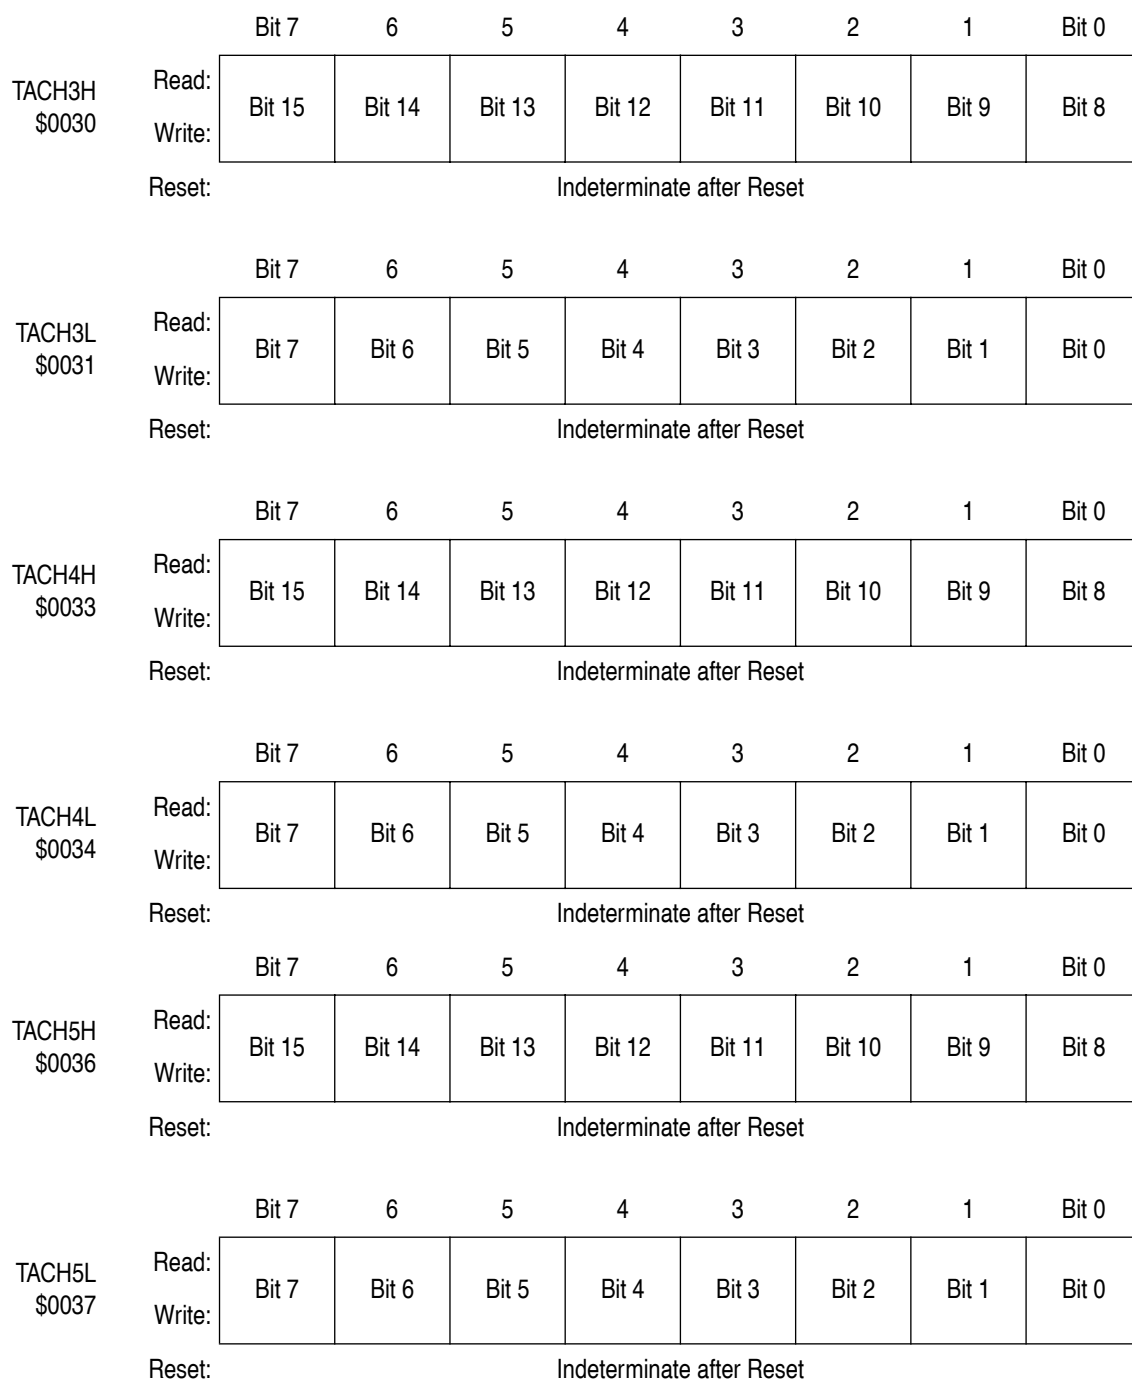 Bit 7 6 5 4 3 2 1 Bit 0
TACH3H Read:
$0030 Bit 15 Bit 14 Bit 13 Bit 12 Bit 11 Bit 10 Bit 9 Bit 8
Write:
Reset: Indeterminate after Reset
Bit 7 6 5 4 3 2 1 Bit 0
TACH3L Read:
$0031 Bit 7 Bit 6 Bit 5 Bit 4 Bit 3 Bit 2 Bit 1 Bit 0
Write:
Reset: Indeterminate after Reset
Bit 7 6 5 4 3 2 1 Bit 0
TACH4H Read:
$0033 Bit 15 Bit 14 Bit 13 Bit 12 Bit 11 Bit 10 Bit 9 Bit 8
Write:
Reset: Indeterminate after Reset
Bit 7 6 5 4 3 2 1 Bit 0
TACH4L Read:
$0034 Bit 7 Bit 6 Bit 5 Bit 4 Bit 3 Bit 2 Bit 1 Bit 0
Write:
Reset: Indeterminate after Reset
Bit 7 6 5 4 3 2 1 Bit 0
TACH5H Read:
$0036 Bit 15 Bit 14 Bit 13 Bit 12 Bit 11 Bit 10 Bit 9 Bit 8
Write:
Reset: Indeterminate after Reset
Bit 7 6 5 4 3 2 1 Bit 0
TACH5L Read:
$0037 Bit 7 Bit 6 Bit 5 Bit 4 Bit 3 Bit 2 Bit 1 Bit 0
Write:
Reset: Indeterminate after Reset